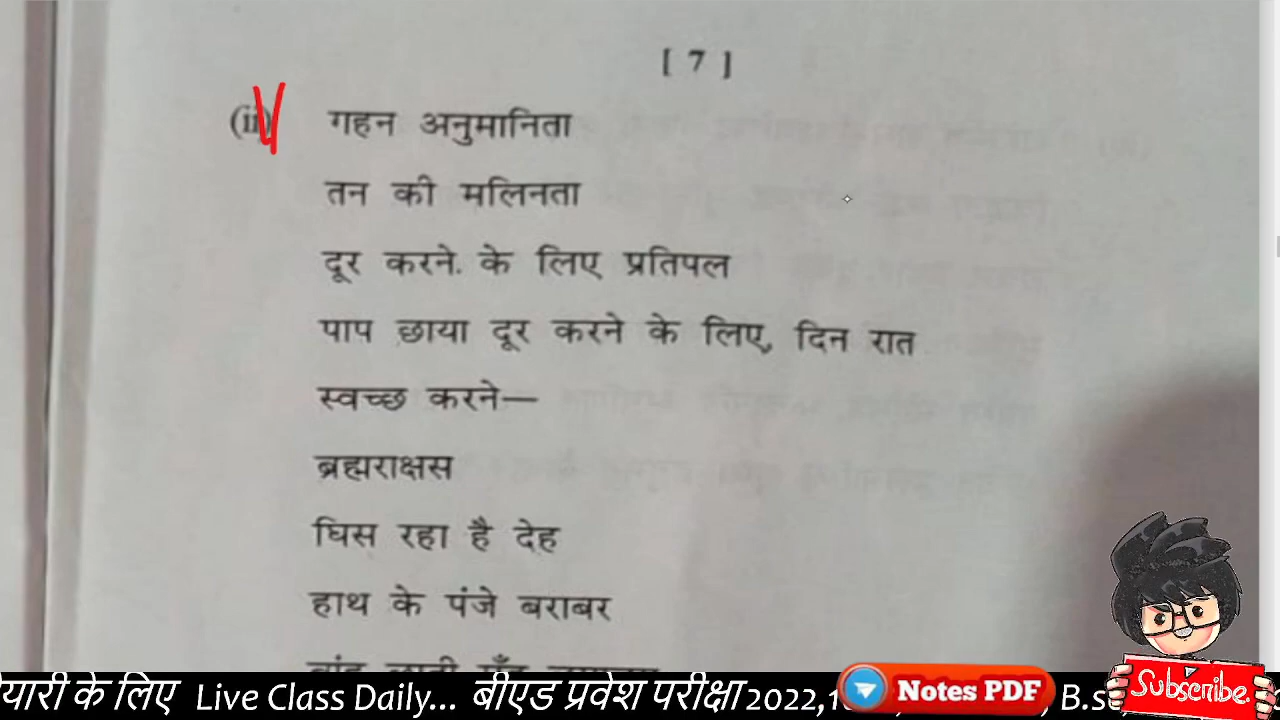 [ 7 ]
(ii) गहन अनुमानिता
तन की मलिनता
दूर करने. के लिए प्रतिपल
पाप छाया दूर करने के लिए, दिन रात
स्वच्छ करने—
ब्रह्मराक्षस
घिस रहा है देह
हाथ के पंजे बराबर
यारी के लिए Live Class Daily... बीएड प्रवेश परीक्षा 2022,
Notes PDF
Subscribe.